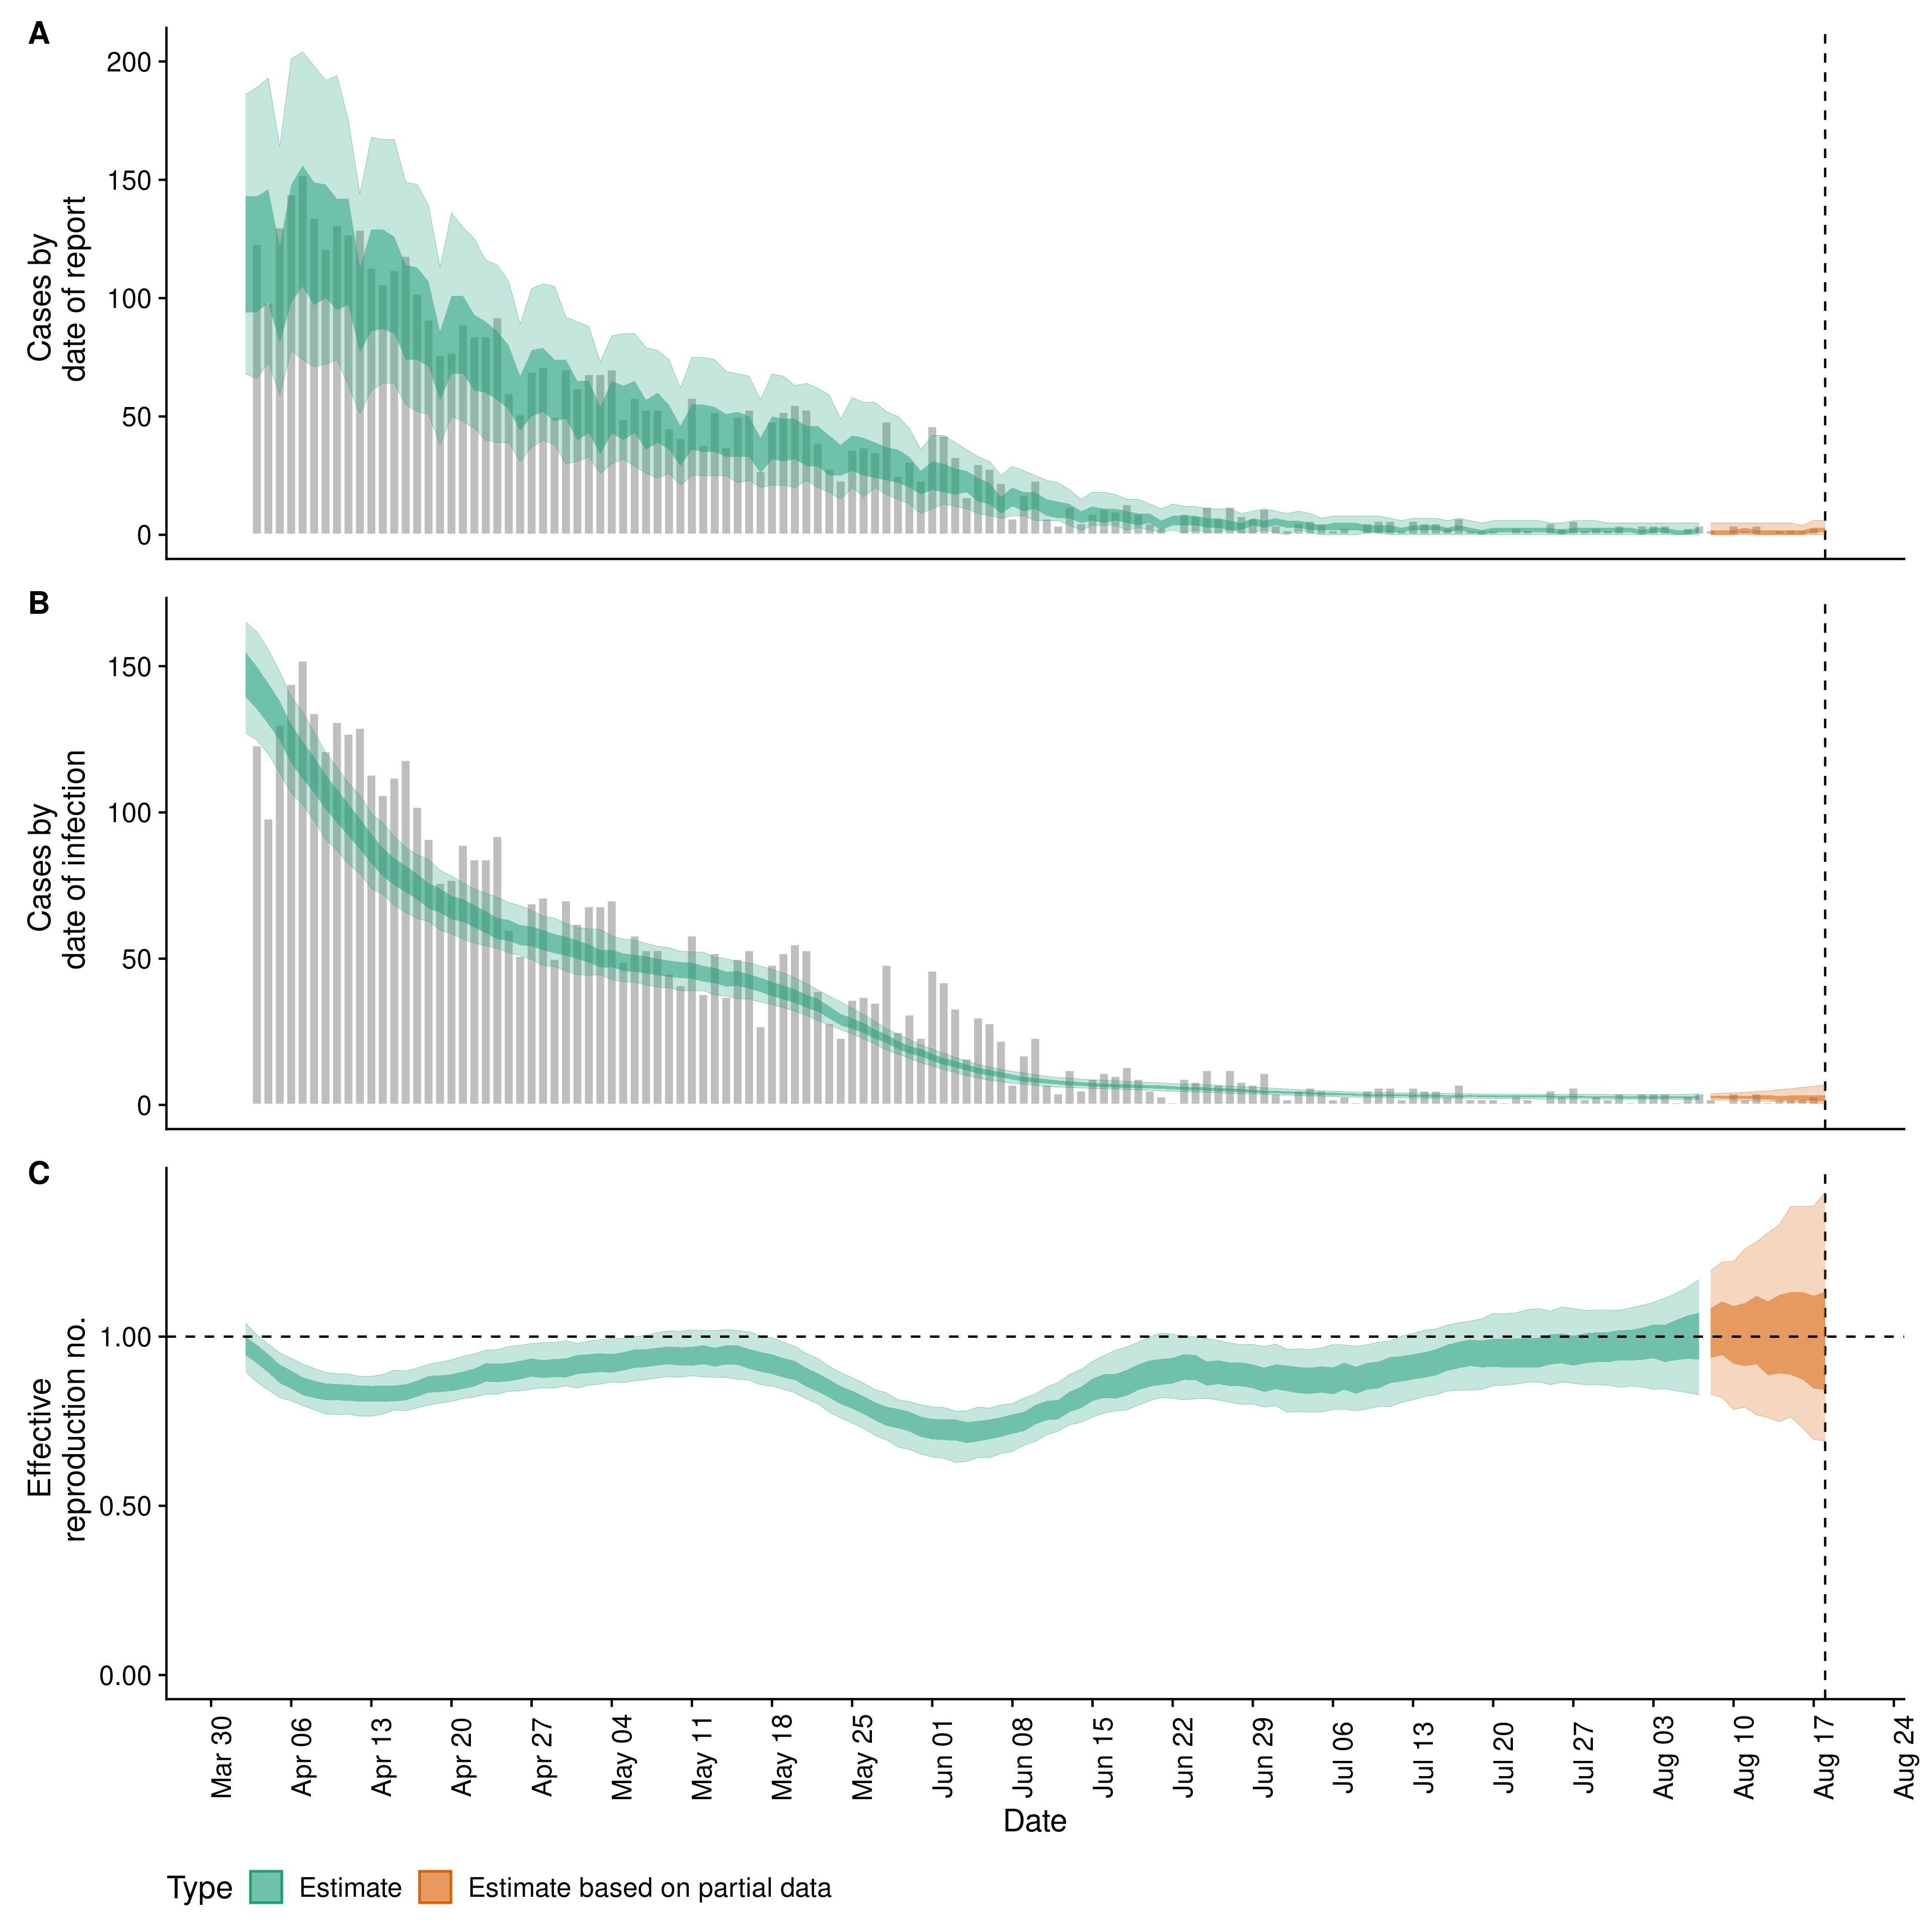 A
200
150
100
50
0
Cases by
date of report
B
150
100
50
0
Cases by
date of infection
C
1.00
0.50
0.00
Effective
reproduction no.
Mar 30
Apr 06
Apr 13
Apr 20
Apr 27
May 04
May 11
May 18
May 25
Jun 01
Jun 08
Jun 15
Jun 22
Jun 29
Jul 06
Jul 13
Jul 20
Jul 27
Aug 03
Aug 10
Aug 17
Aug 24
Date
Type Estimate Estimate based on partial data